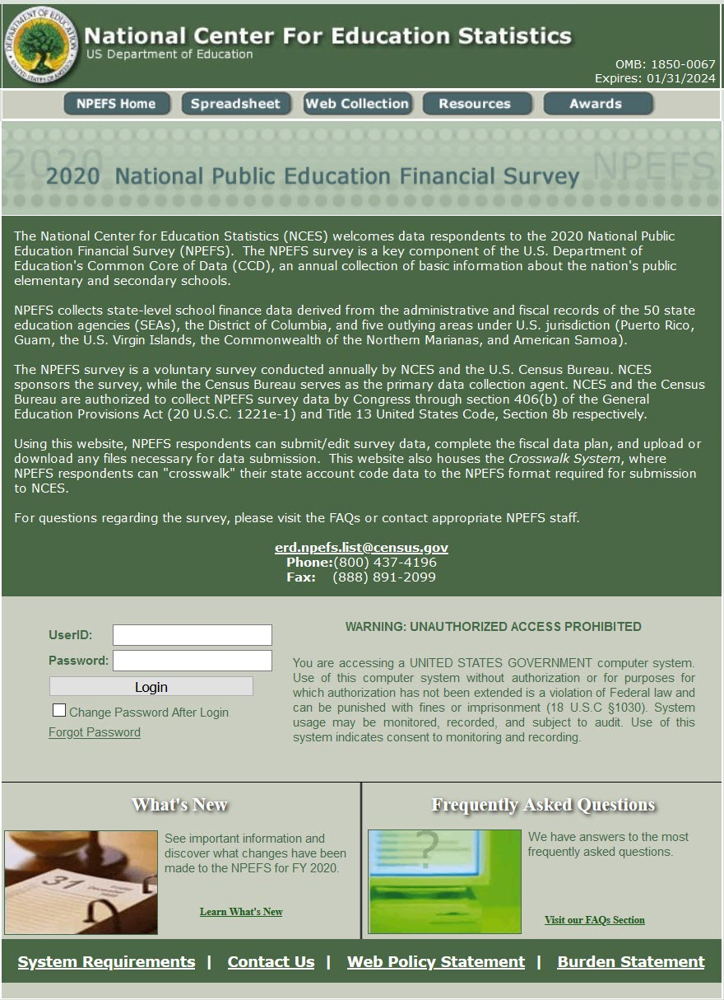 DEPARTMENT OF EDUCATION
UNITED STATES OF AMERICA
National Center For Education Statistics
US Department of Education
OMB: 1850-0067
Expires: 01/31/2024
NPEFS Home Spreadsheet Web Collection Resources Awards
2020 NPEFS
2020 National Public Education Financial Survey
The National Center for Education Statistics (NCES) welcomes data respondents to the 2020 National Public
Education Financial Survey (NPEFS).  The NPEFS survey is a key component of the U.S. Department of
Education's Common Core of Data (CCD), an annual collection of basic information about the nation's public
elementary and secondary schools.
NPEFS collects state-level school finance data derived from the administrative and fiscal records of the 50 state
education agencies (SEAs), the District of Columbia, and five outlying areas under U.S. jurisdiction (Puerto Rico,
Guam, the U.S. Virgin Islands, the Commonwealth of the Northern Marianas, and American Samoa).
The NPEFS survey is a voluntary survey conducted annually by NCES and the U.S. Census Bureau. NCES
sponsors the survey, while the Census Bureau serves as the primary data collection agent. NCES and the Census
Bureau are authorized to collect NPEFS survey data by Congress through section 406(b) of the General
Education Provisions Act (20 U.S.C. 1221e-1) and Title 13 United States Code, Section 8b respectively.
Using this website, NPEFS respondents can submit/edit survey data, complete the fiscal data plan, and upload or
download any files necessary for data submission.  This website also houses the Crosswalk System, where
NPEFS respondents can "crosswalk" their state account code data to the NPEFS format required for submission
to NCES.
For questions regarding the survey, please visit the FAQs or contact appropriate NPEFS staff.
erd.npefs.list@census.gov
Phone:(800) 437-4196
Fax: (888) 891-2099
UserID:
Password:
Login
Change Password After Login
Forgot Password
WARNING: UNAUTHORIZED ACCESS PROHIBITED
You are accessing a UNITED STATES GOVERNMENT computer system.
Use of this computer system without authorization or for purposes for
which authorization has not been extended is a violation of Federal law and
can be punished with fines or imprisonment (18 U.S.C §1030). System
usage may be monitored, recorded, and subject to audit. Use of this
system indicates consent to monitoring and recording.
What's New
31
See important information and
discover what changes have been
made to the NPEFS for FY 2020.
Learn What's New
Frequently Asked Questions
?
We have answers to the most
frequently asked questions.
Visit our FAQs Section
System Requirements | Contact Us | Web Policy Statement | Burden Statement